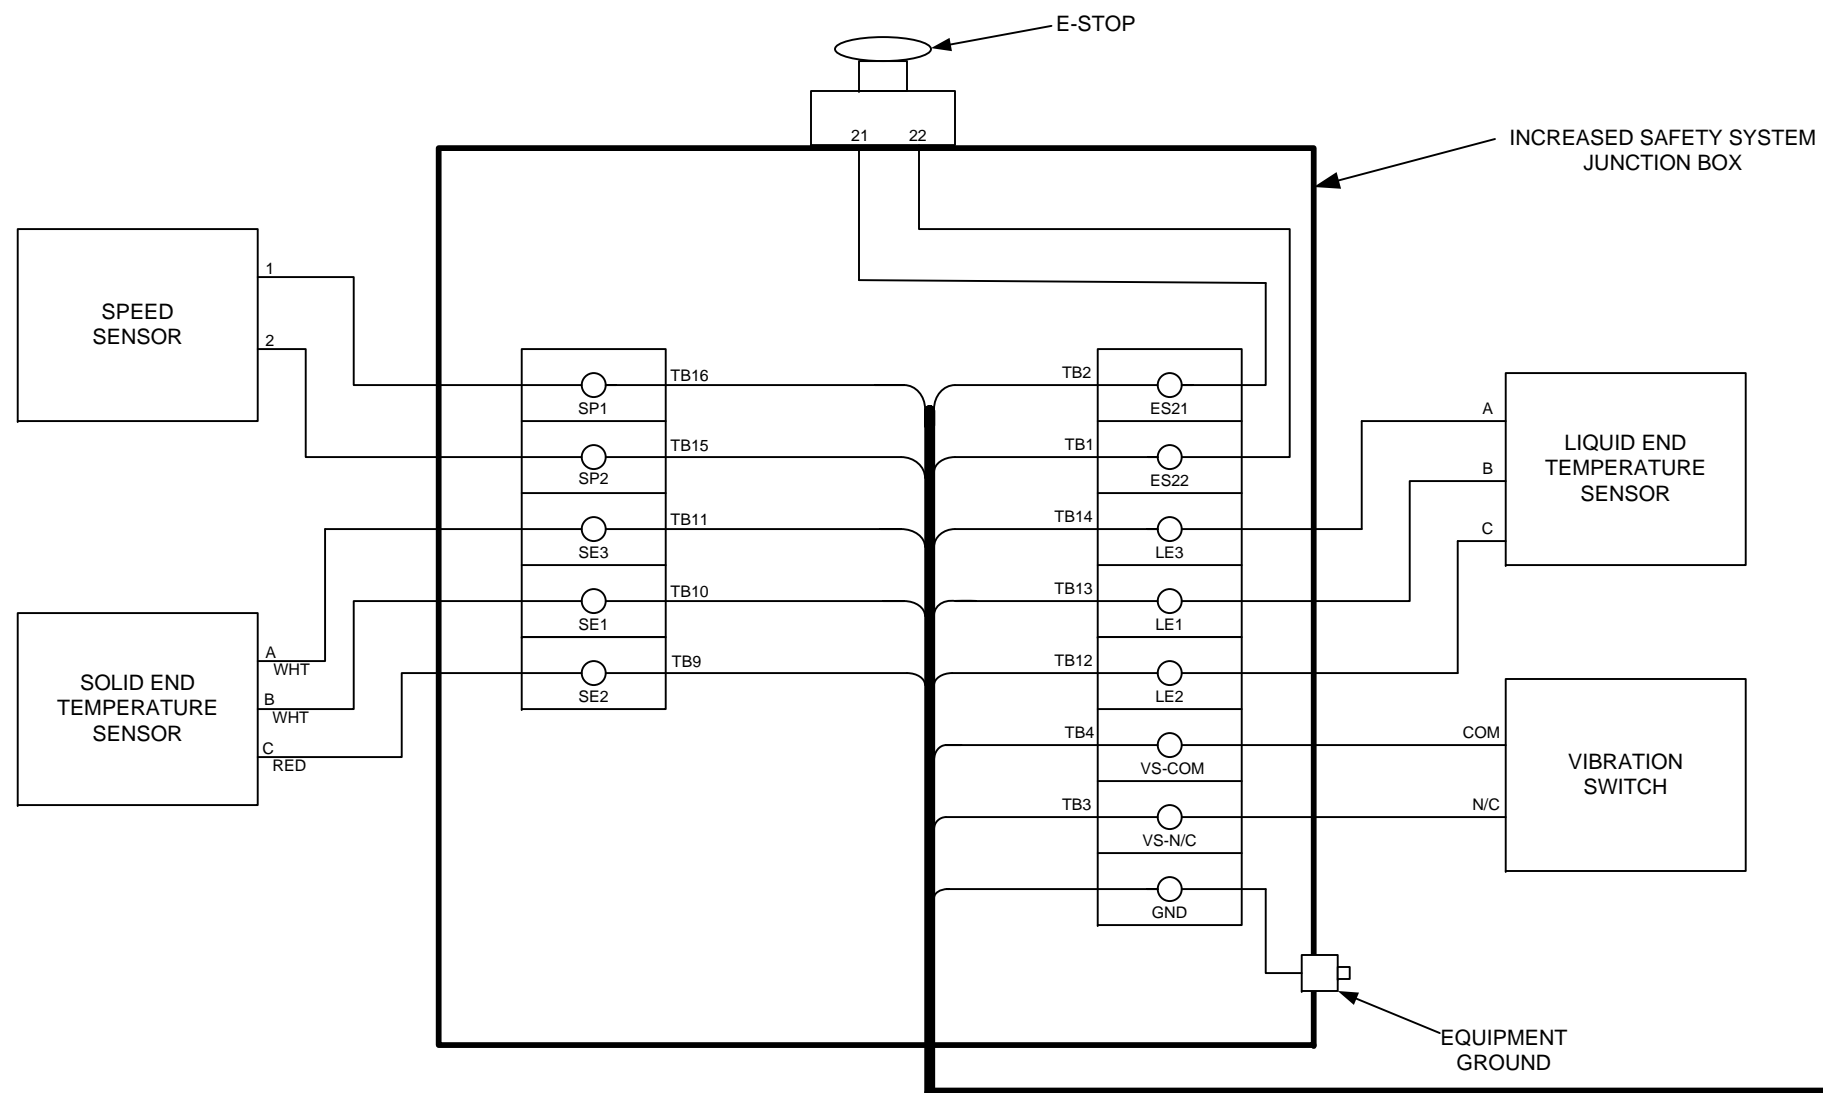 E-STOP
21
22
INCREASED SAFETY SYSTEM
JUNCTION BOX
SPEED
SENSOR
1
2
SOLID END
TEMPERATURE
SENSOR
A
WHT
B
WHT
C
RED
SP1
TB16
SP2
TB15
SE3
TB11
SE1
TB10
SE2
TB9
TB2
ES21
TB1
ES22
TB14
LE3
TB13
LE1
TB12
LE2
TB4
VS-COM
TB3
VS-N/C
GND
A
B
C
LIQUID END
TEMPERATURE
SENSOR
COM
N/C
VIBRATION
SWITCH
EQUIPMENT
GROUND